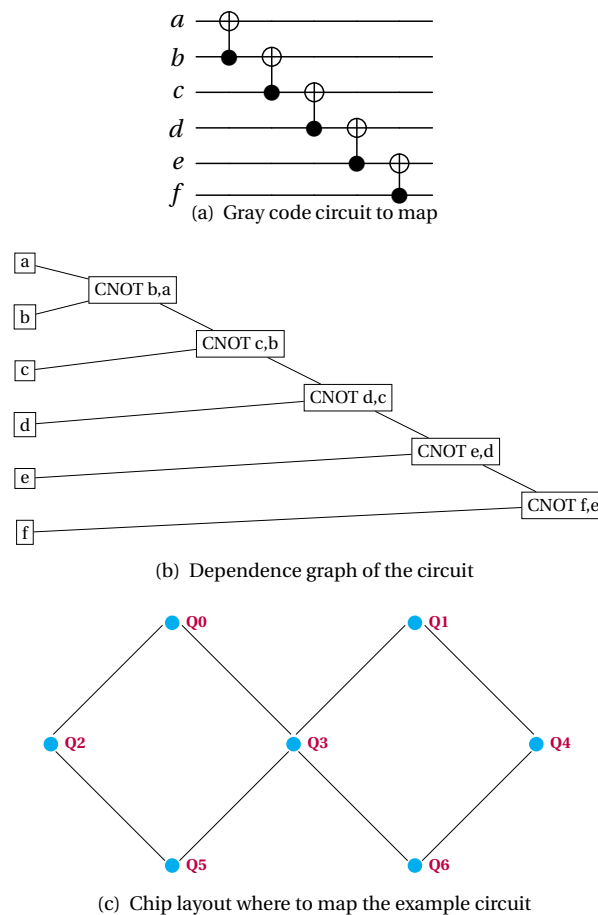 a
b
c
d
e
f
(a) Gray code circuit to map
a
CNOT b,a
b
CNOT c,b
c
CNOT d,c
d
CNOT e,d
e
CNOT f,e
f
(b) Dependence graph of the circuit
Q0 Q1
Q2 Q3 Q4
Q5 Q6
(c) Chip layout where to map the example circuit